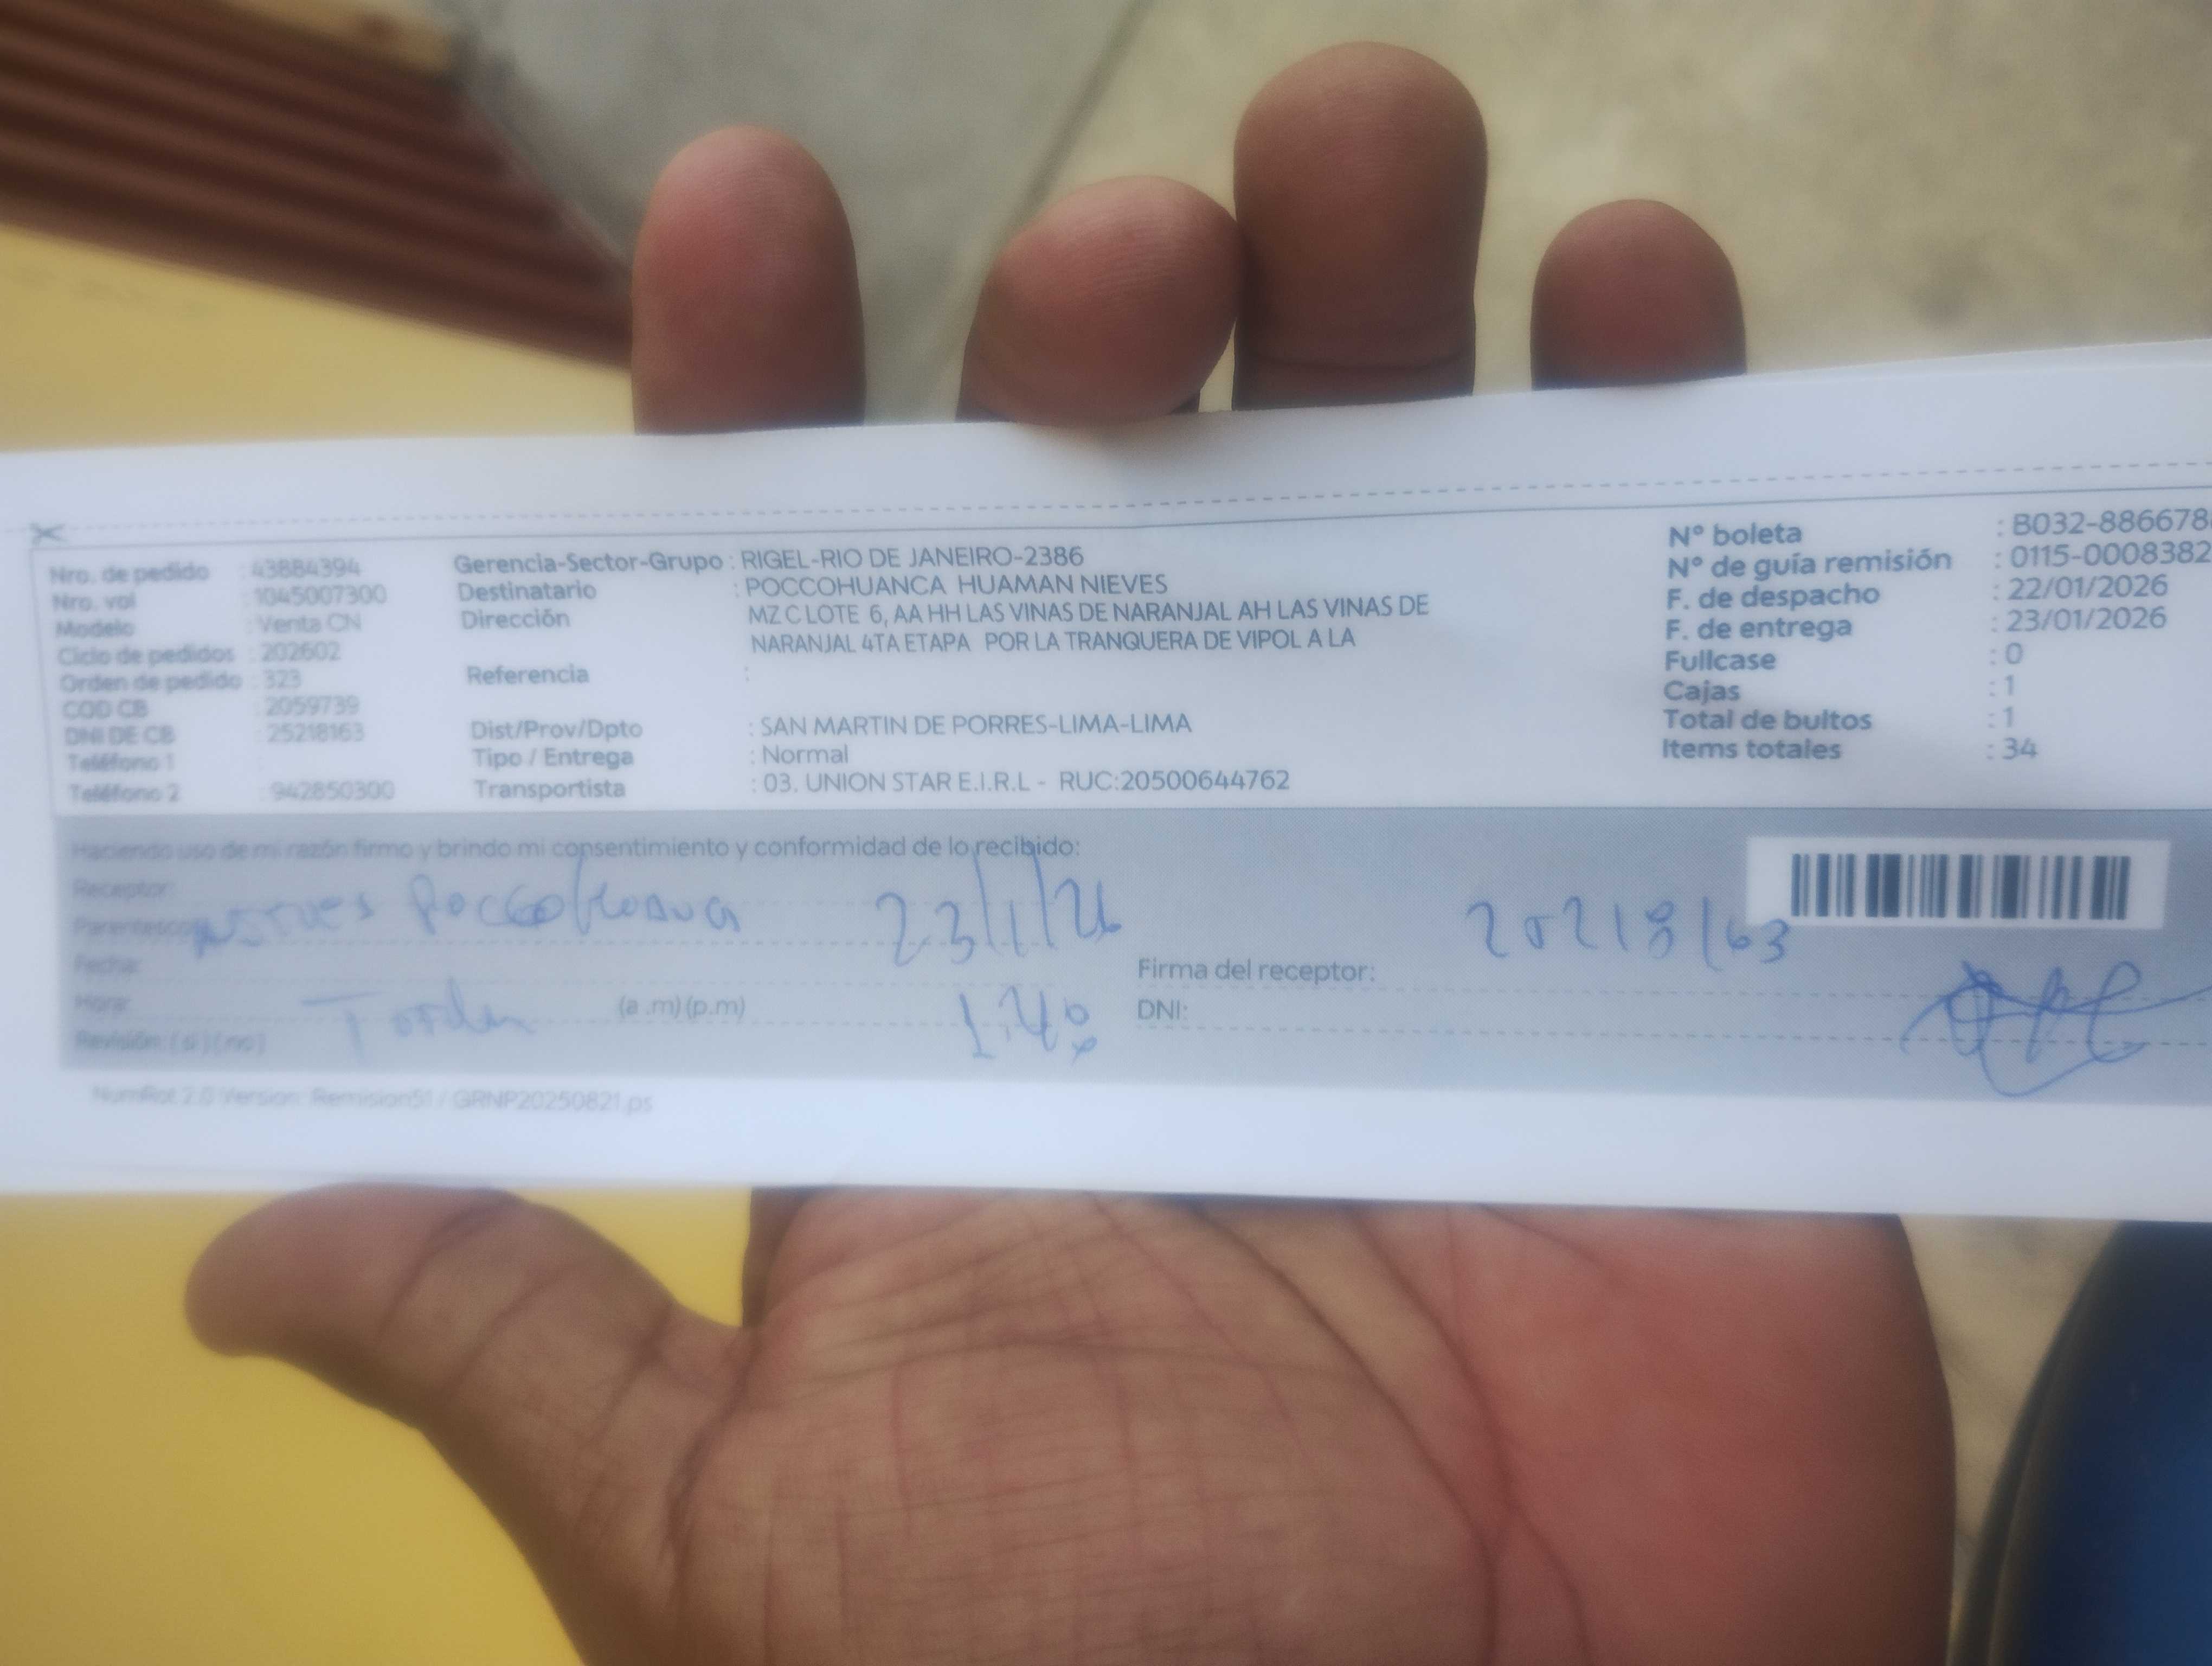 Nro. de pedido : 43884394
Nro. vol : 1045007300
Modelo : Venta CN
Ciclo de pedidos : 202602
Orden de pedido : 323
COD CB : 2059739
DNI DE CB : 25218163
Teléfono 1
Teléfono 2 : 942850300
Gerencia-Sector-Grupo : RIGEL-RIO DE JANEIRO-2386
Destinatario : POCCOHUANCA HUAMAN NIEVES
Dirección MZ C LOTE 6, AA HH LAS VINAS DE NARANJAL AH LAS VINAS DE
NARANJAL 4TA ETAPA POR LA TRANQUERA DE VIPOL A LA
Referencia :
Dist/Prov/Dpto : SAN MARTIN DE PORRES-LIMA-LIMA
Tipo / Entrega : Normal
Transportista : 03. UNION STAR E.I.R.L - RUC:20500644762
N° boleta : B032-886678
N° de guía remisión : 0115-0008382
F. de despacho : 22/01/2026
F. de entrega : 23/01/2026
Fullcase : 0
Cajas : 1
Total de bultos : 1
Items totales : 34
Haciendo uso de mi razón firmo y brindo mi consentimiento y conformidad de lo recibido:
Receptor:
Parentesco 23/1/26
Fecha:
Hora: (a .m) (p.m)
Revisión: ( si ) ( no )
Firma del receptor:
DNI:
NumRot 2.0 Version: Remision51 / GRNP20250821.ps